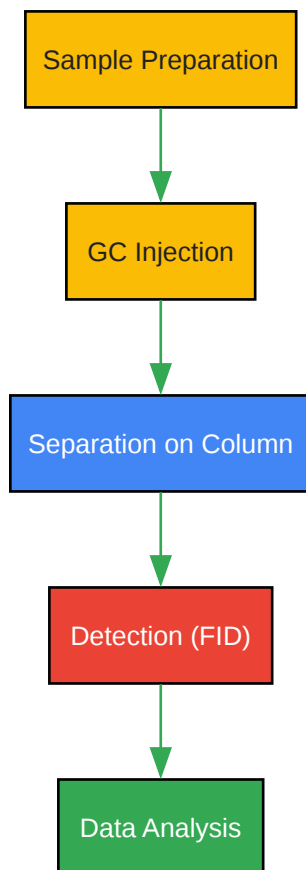 Sample Preparation
GC Injection
Separation on Column
Detection (FID)
Data Analysis